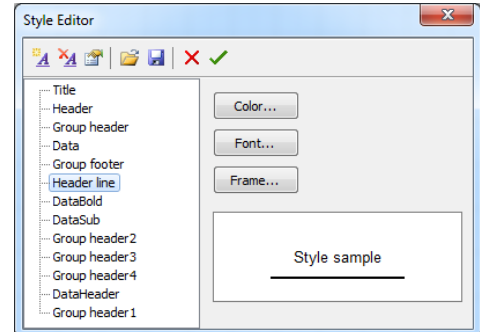 Style Editor
Title
Header
Group header
Data
Group footer
Header line
DataBold
DataSub
Group header2
Group header3
Group header4
DataHeader
Group header1
Color...
Font...
Frame...
Style sample